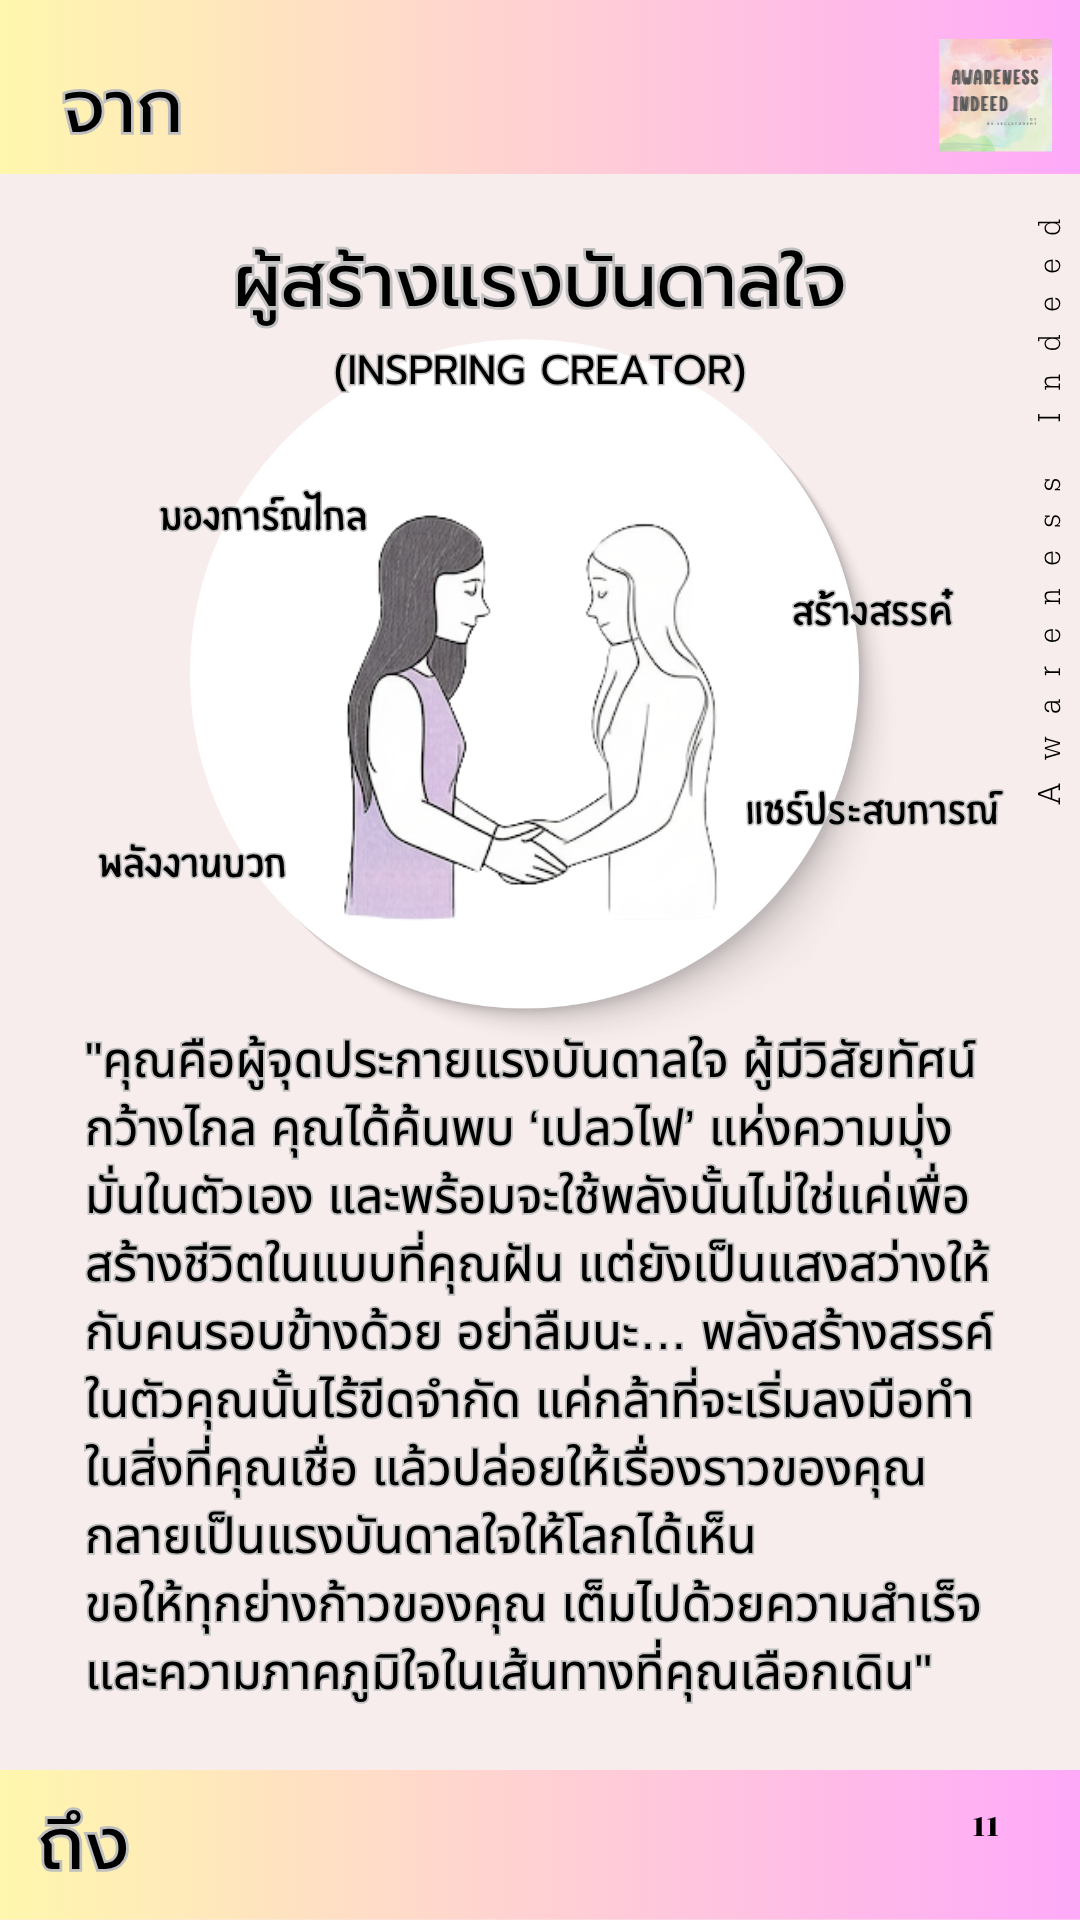 จาก
AWARENESS
INDEED
ผู้สร้างแรงบันดาลใจ
(INSPRING CREATOR)
Awareness Indeed
มองการ์ณไกล
สร้างสรรค๋
แชร์ประสบการณ์
พลังงานบวก
"คุณคือผู้จุดประกายแรงบันดาลใจ ผู้มีวิสัยทัศน์
กว้างไกล คุณได้ค้นพบ ‘เปลวไฟ’ แห่งความมุ่ง
มั่นในตัวเอง และพร้อมจะใช้พลังนั้นไม่ใช่แค่เพื่อ
สร้างชีวิตในแบบที่คุณฝัน แต่ยังเป็นแสงสว่างให้
กับคนรอบข้างด้วย อย่าลืมนะ... พลังสร้างสรรค์
ในตัวคุณนั้นไร้ขีดจำกัด แค่กล้าที่จะเริ่มลงมือทำ
ในสิ่งที่คุณเชื่อ แล้วปล่อยให้เรื่องราวของคุณ
กลายเป็นแรงบันดาลใจให้โลกได้เห็น
ขอให้ทุกย่างก้าวของคุณ เต็มไปด้วยความสำเร็จ
และความภาคภูมิใจในเส้นทางที่คุณเลือกเดิน"
ถึง
11